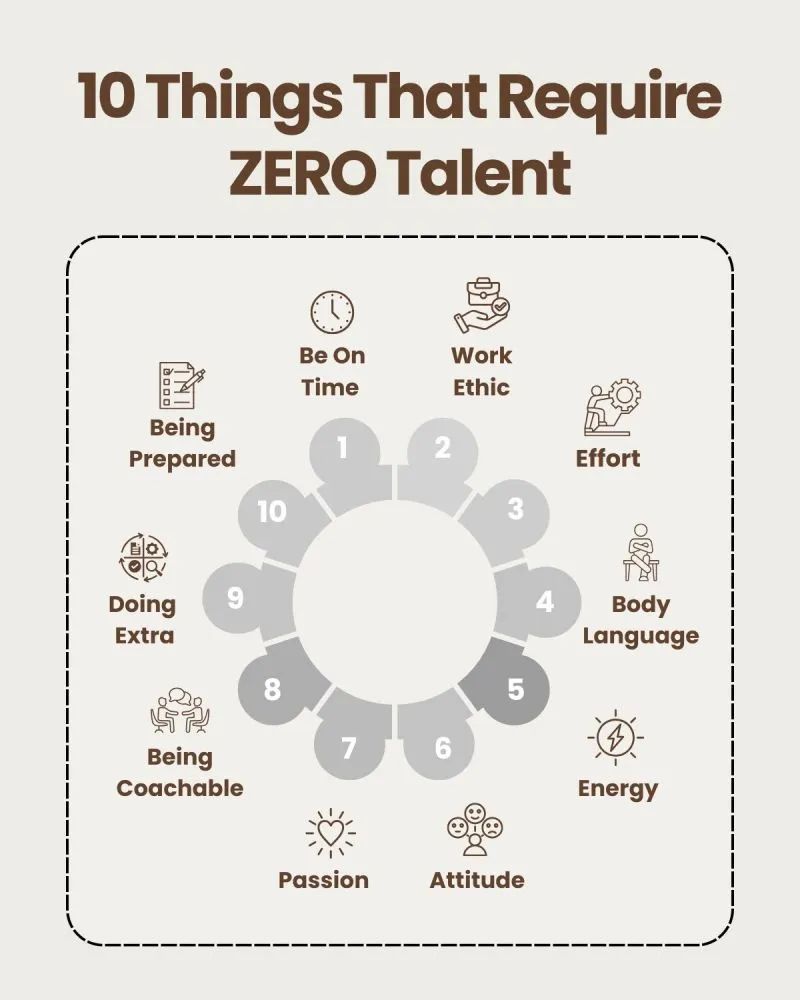 10 Things That Require
ZERO Talent
Be On
Time
Work
Ethic
Effort
Body
Language
Energy
Attitude
Passion
Being
Coachable
Doing
Extra
Being
Prepared
1
2
3
4
5
6
7
8
9
10